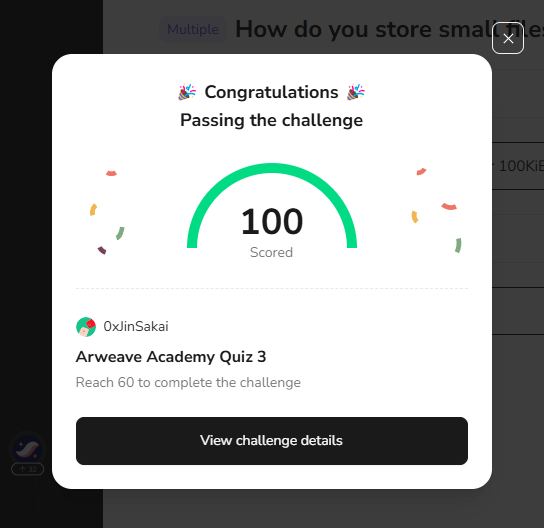 Multiple How do you store small files
100KiB
Congratulations
Passing the challenge
100
Scored
0xJinSakai
Arweave Academy Quiz 3
Reach 60 to complete the challenge
View challenge details